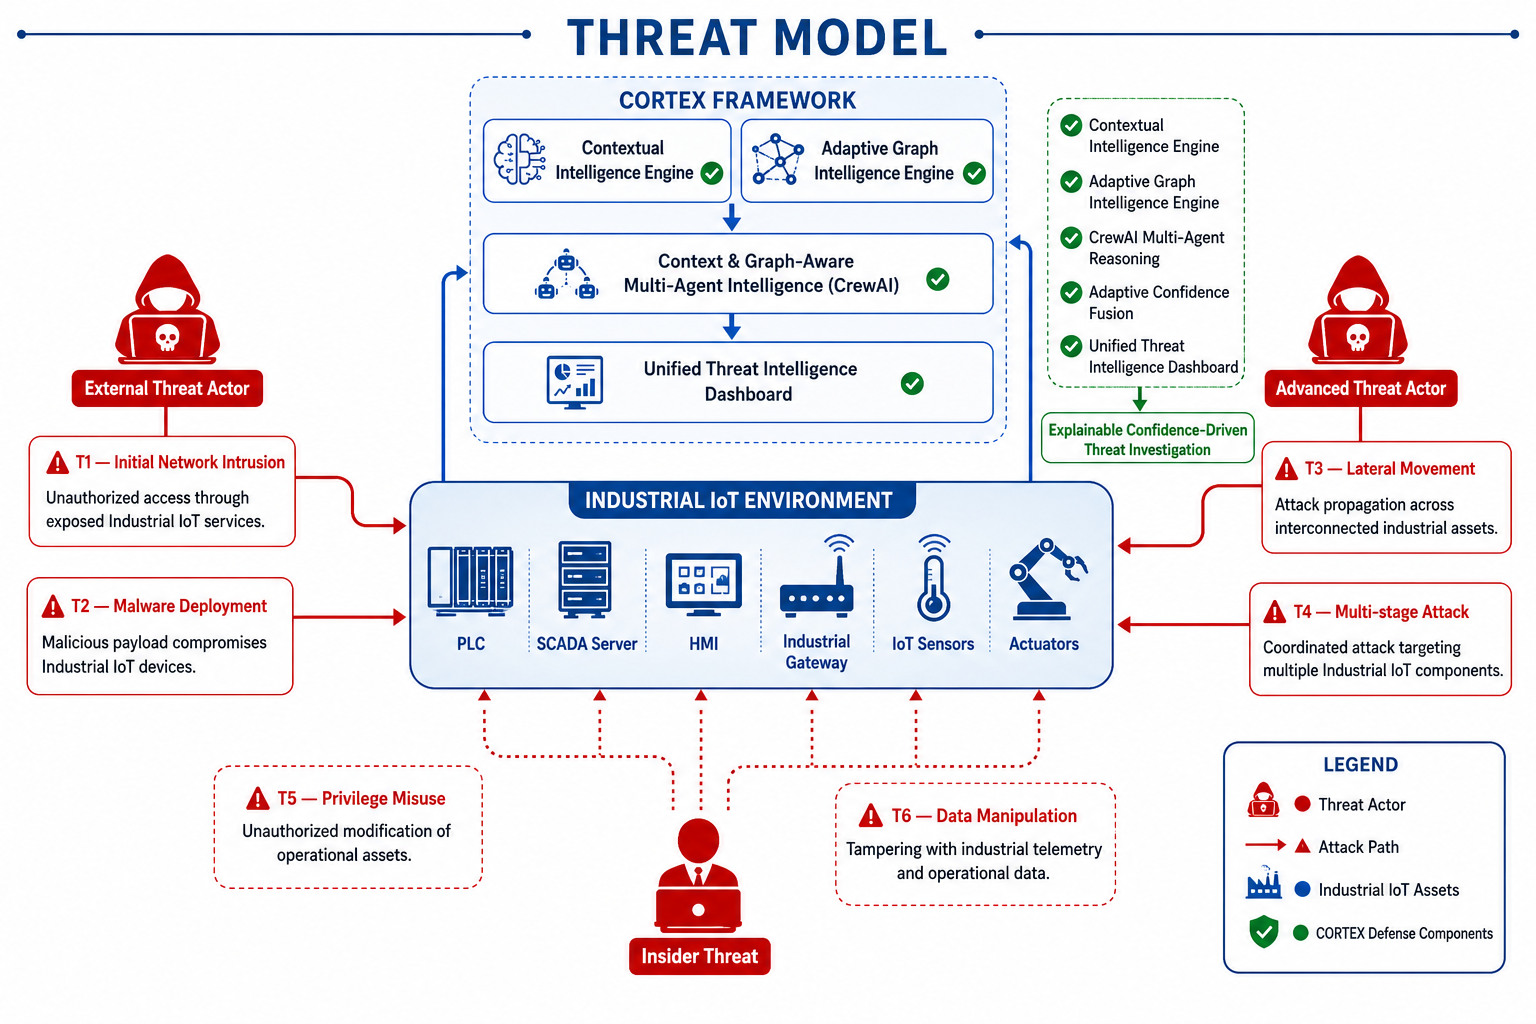 THREAT MODEL
CORTEX FRAMEWORK
Contextual
Intelligence Engine
Adaptive Graph
Intelligence Engine
Context & Graph-Aware
Multi-Agent Intelligence (CrewAI)
Unified Threat Intelligence
Dashboard
Contextual
Intelligence Engine
Adaptive Graph
Intelligence Engine
CrewAI Multi-Agent
Reasoning
Adaptive Confidence
Fusion
Unified Threat
Intelligence Dashboard
Explainable Confidence-Driven
Threat Investigation
External Threat Actor
T1 — Initial Network Intrusion
Unauthorized access through
exposed Industrial IoT services.
T2 — Malware Deployment
Malicious payload compromises
Industrial IoT devices.
Advanced Threat Actor
T3 — Lateral Movement
Attack propagation across
interconnected industrial assets.
T4 — Multi-stage Attack
Coordinated attack targeting
multiple Industrial IoT components.
INDUSTRIAL IoT ENVIRONMENT
PLC
SCADA Server
HMI
Industrial
Gateway
IoT Sensors
Actuators
T5 — Privilege Misuse
Unauthorized modification of
operational assets.
Insider Threat
T6 — Data Manipulation
Tampering with industrial telemetry
and operational data.
LEGEND
Threat Actor
Attack Path
Industrial IoT Assets
CORTEX Defense Components